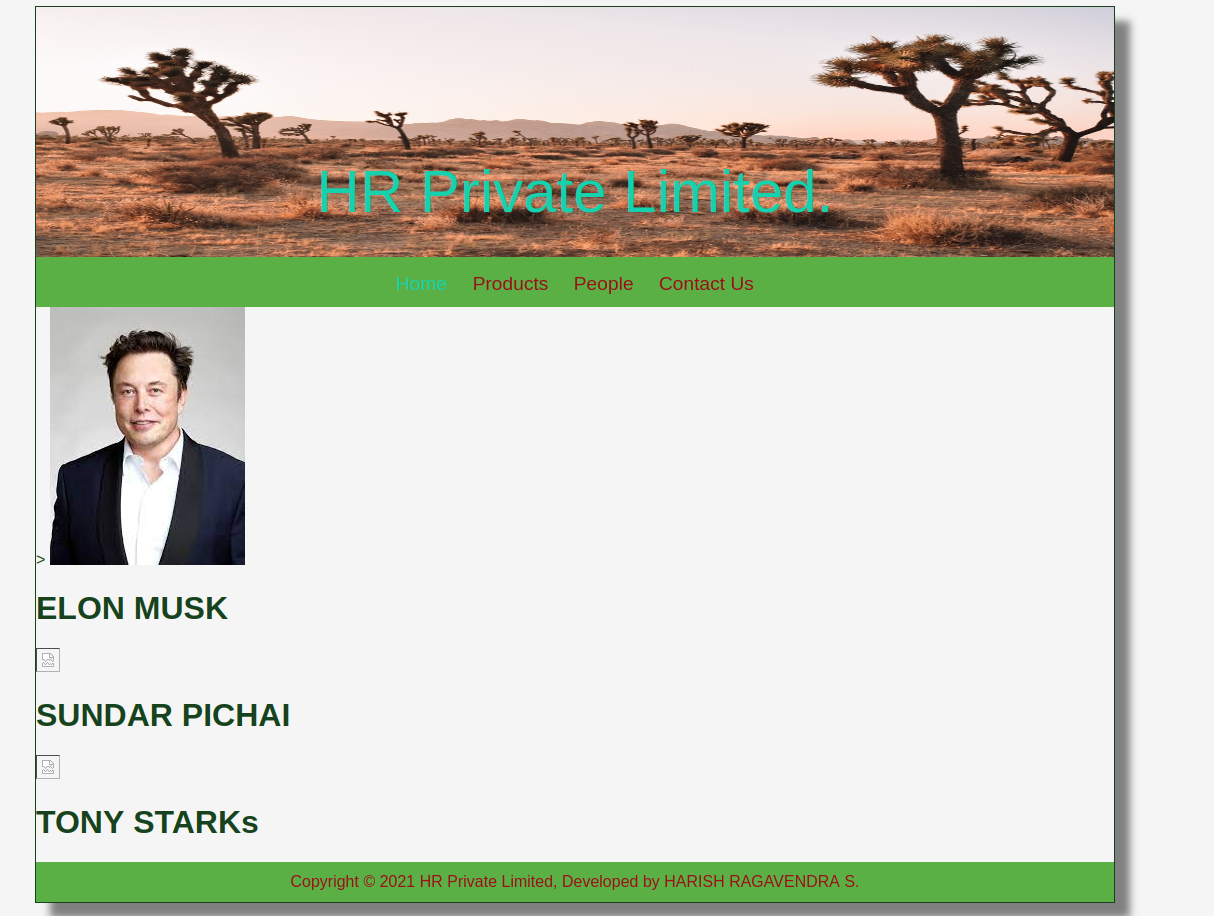 HR Private Limited.
Home Products People Contact Us
>
ELON MUSK
SUNDAR PICHAI
TONY STARKs
Copyright © 2021 HR Private Limited, Developed by HARISH RAGAVENDRA S.